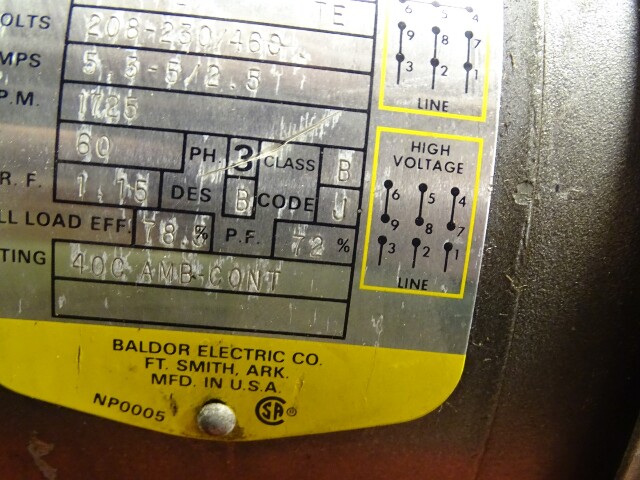 TE
VOLTS 208-230/460
MPS 5.3-5/2.5
P.M. 1725
60 PH 3 CLASS B
R. F. 1.15 DES B CODE J
LL LOAD EFF. 78.5 P.F. 72 %
TING 40C AMB-CONT
6 5 4
9 8 7
3 2 1
LINE
HIGH
VOLTAGE
6 5 4
9 8 7
3 2 1
LINE
BALDOR ELECTRIC CO.
FT. SMITH, ARK.
MFD. IN U.S.A.
NP0005 SA ®